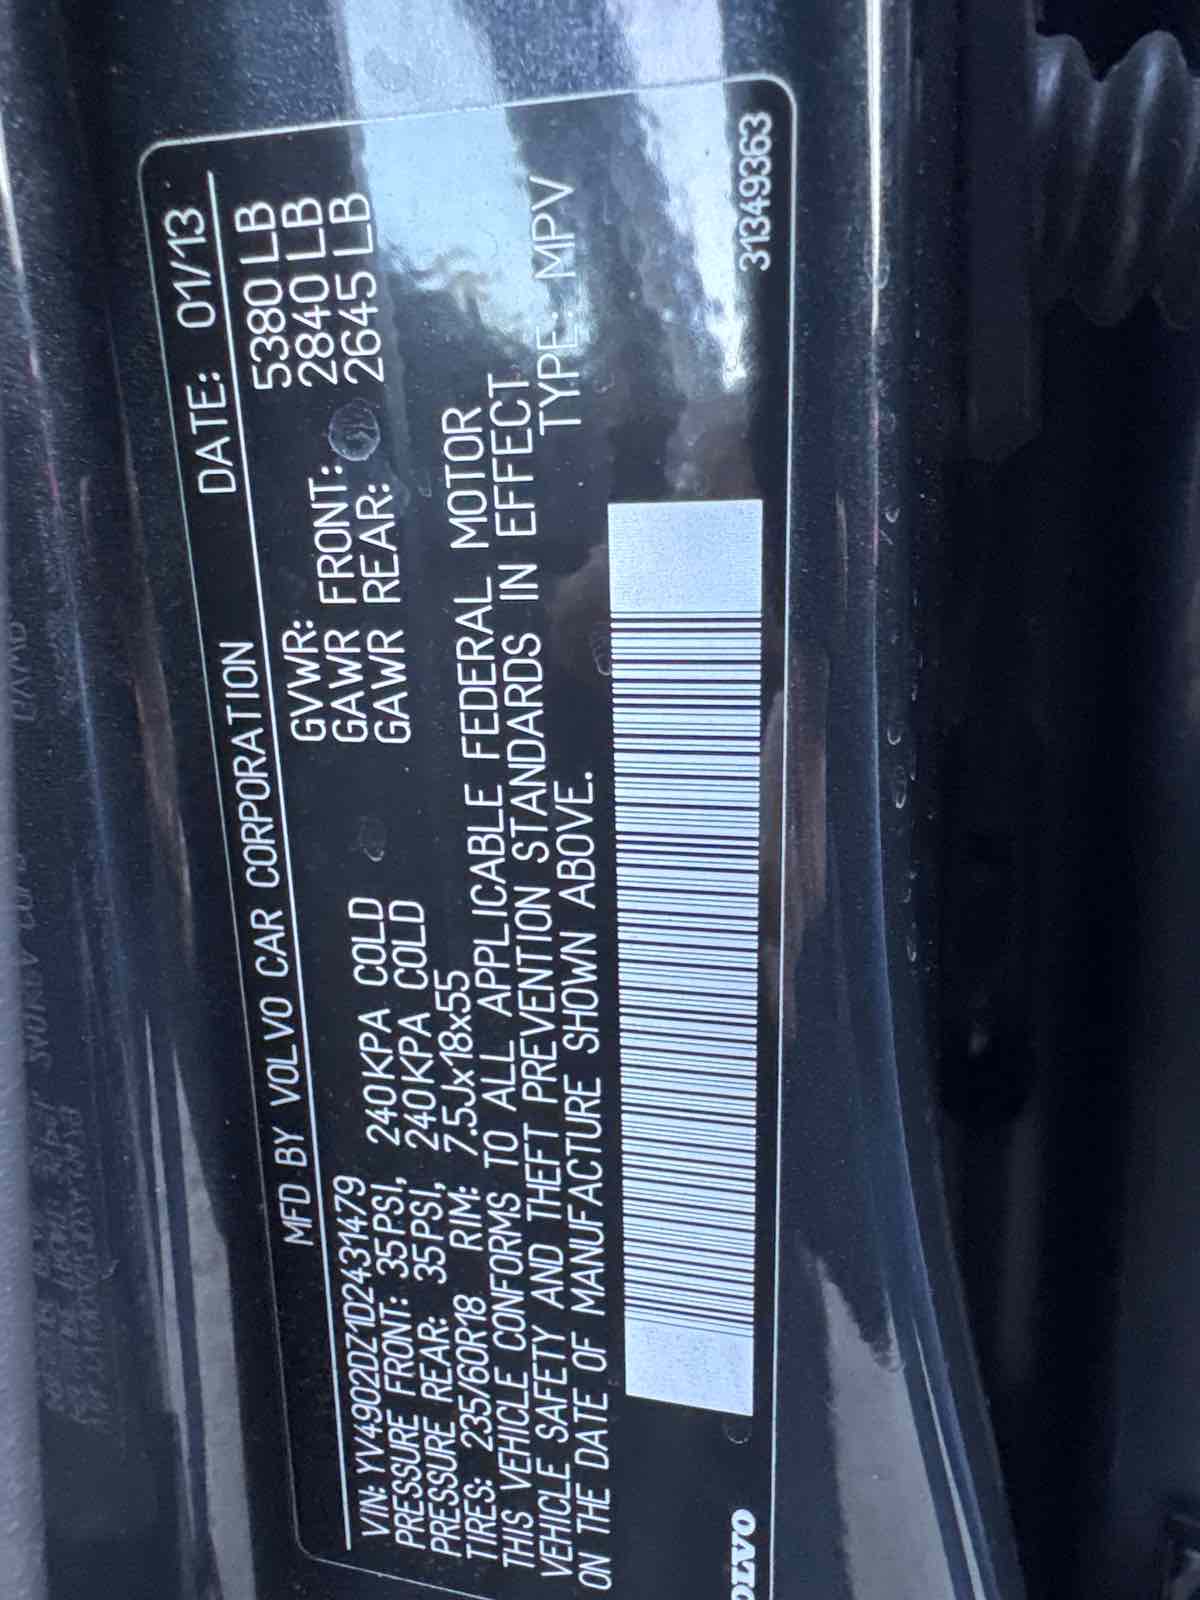 MFD BY VOLVO CAR CORPORATION DATE: 01/13
VIN: YV4902DZ1D2431479 GVWR: 5380 LB
PRESSURE FRONT: 35PSI, 240KPA COLD GAWR FRONT: 2840 LB
PRESSURE REAR: 35PSI, 240KPA COLD GAWR REAR: 2645 LB
TIRES: 235/60R18 RIM: 7.5Jx18x55
THIS VEHICLE CONFORMS TO ALL APPLICABLE FEDERAL MOTOR
VEHICLE SAFETY AND THEFT PREVENTION STANDARDS IN EFFECT
ON THE DATE OF MANUFACTURE SHOWN ABOVE. TYPE: MPV
OLVO 31349363